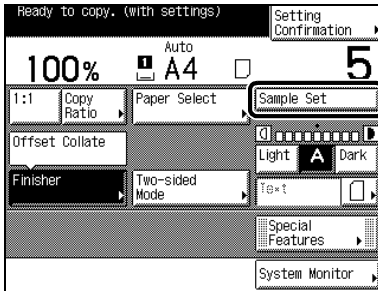 Ready to copy. (with settings)
Setting
Confirmation
100%
1
Auto
A4
5
1:1
Copy
Ratio
Paper Select
Sample Set
Offset Collate
Light
A
Dark
Finisher
Two-sided
Mode
Text
Special
Features
System Monitor